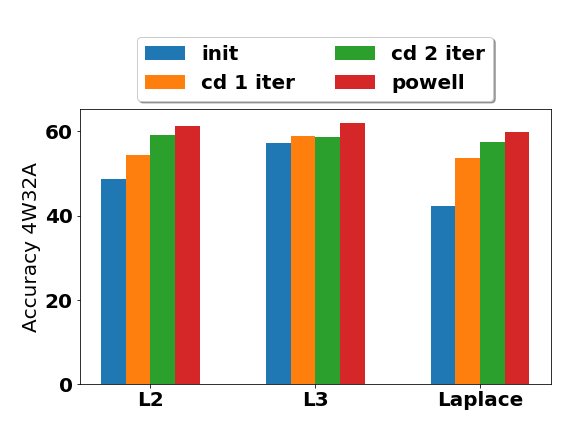 init
cd 2 iter
cd 1 iter
powell
60
40
20
0
Accuracy 4W32A
L2
L3
Laplace